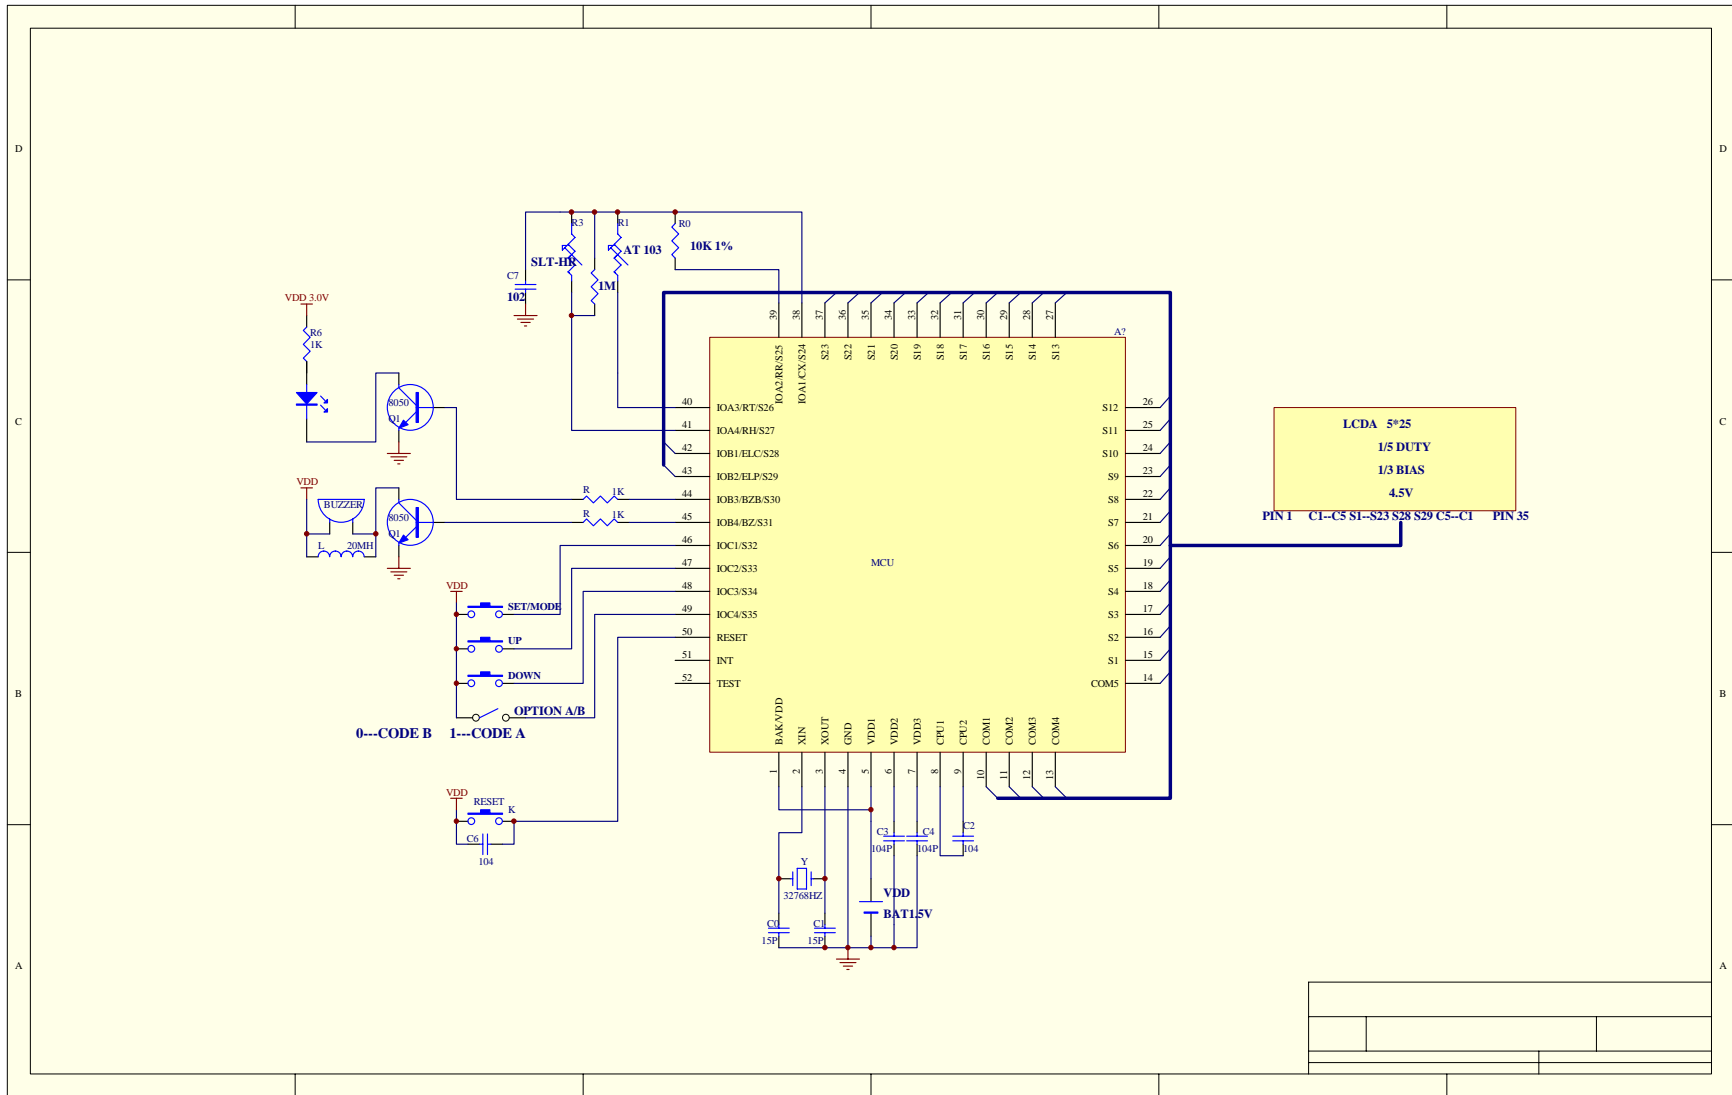 D
D
R3
R1
R0
10K 1%
AT 103
SLT-HR
C7
102
1M
VDD 3.0V
R6
1K
39
38
37
36
35
34
33
32
31
30
29
28
27
A?
IOA2/RR/S25
IOA1/CX/S24
S23
S22
S21
S20
S19
S18
S17
S16
S15
S14
S13
8050
Q1
40
IOA3/RT/S26
S12
26
C
C
41
IOA4/RH/S27
S11
25
42
IOB1/ELC/S28
S10
24
43
IOB2/ELP/S29
S9
23
44
IOB3/BZB/S30
S8
22
45
IOB4/BZ/S31
S7
21
46
IOC1/S32
S6
20
47
IOC2/S33
S5
19
48
IOC3/S34
S4
18
49
IOC4/S35
S3
17
50
RESET
S2
16
51
INT
S1
15
52
TEST
COM5
14
MCU
LCDA 5*25
1/5 DUTY
1/3 BIAS
4.5V
PIN 1 C1--C5 S1--S23 S28 S29 C5--C1 PIN 35
R 1K
R 1K
VDD
BUZZER
8050
Q1
L 20MH
VDD
SET/MODE
UP
DOWN
OPTION A/B
0---CODE B 1---CODE A
B
B
BAK/VDD
XIN
XOUT
GND
VDD1
VDD2
VDD3
CPU1
CPU2
COM1
COM2
COM3
COM4
1
2
3
4
5
6
7
8
9
10
11
12
13
VDD
RESET
K
C6
104
C3
104P
C4
104P
C2
104
Y
32768HZ
VDD
BAT1.5V
C0
15P
C1
15P
A
A